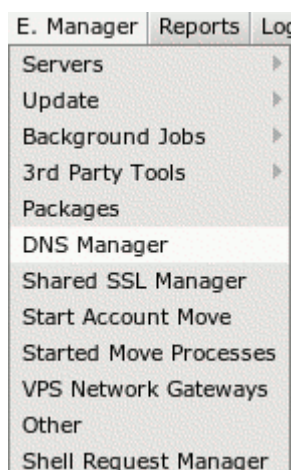 E. Manager Reports Log
Servers
Update
Background Jobs
3rd Party Tools
Packages
DNS Manager
Shared SSL Manager
Start Account Move
Started Move Processes
VPS Network Gateways
Other
Shell Request Manager